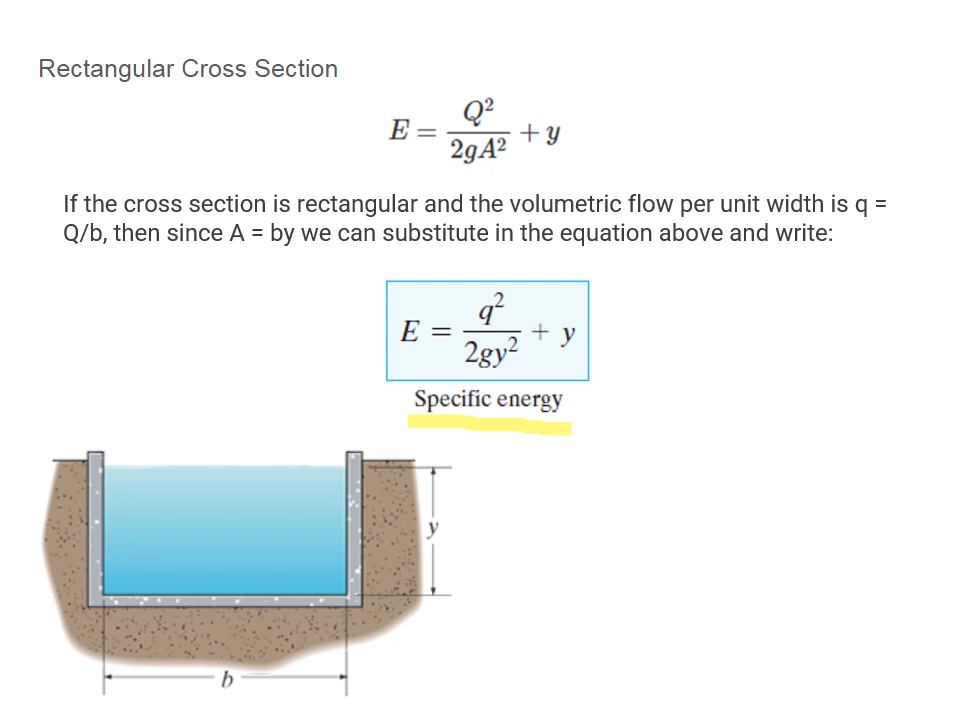 Rectangular Cross Section
E = Q²/2gA² + y
If the cross section is rectangular and the volumetric flow per unit width is q =
Q/b, then since A = by we can substitute in the equation above and write:
E = q²/2gy² + y
Specific energy
y
b